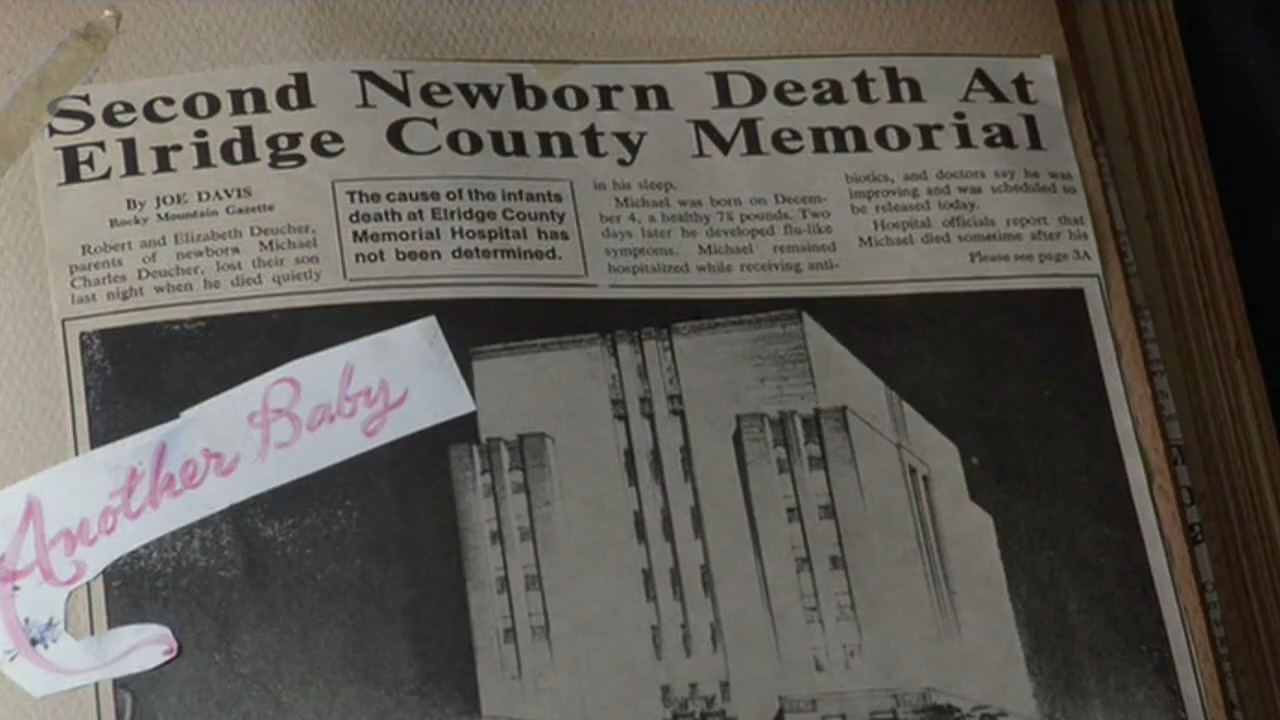 Second Newborn Death At
Elridge County Memorial
By JOE DAVIS
Rocky Mountain Gazette
Robert and Elizabeth Deucher,
parents of newborn Michael
Charles Deucher, lost their son
last night when he died quietly
The cause of the infants
death at Elridge County
Memorial Hospital has
not been determined.
in his sleep.
Michael was born on Decem-
ber 4, a healthy 7¾ pounds. Two
days later he developed flu-like
symptoms. Michael remained
hospitalized while receiving anti-
biotics, and doctors say he was
improving and was scheduled to
be released today.
Hospital officials report that
Michael died sometime after his
Please see page 3A
Another Baby